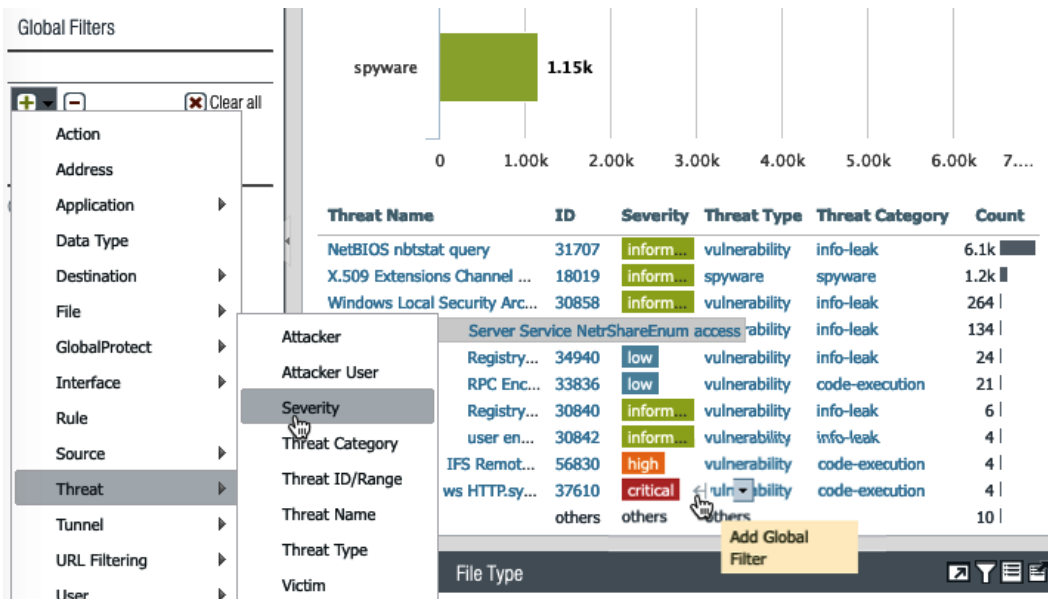 Global Filters
Clear all
Action
Address
Application
Data Type
Destination
File
GlobalProtect
Interface
Rule
Source
Threat
Tunnel
URL Filtering
User
Attacker
Attacker User
Severity
Threat Category
Threat ID/Range
Threat Name
Threat Type
Victim
spyware 1.15k
0 1.00k 2.00k 3.00k 4.00k 5.00k 6.00k 7....
Threat Name ID Severity Threat Type Threat Category Count
NetBIOS nbtstat query 31707 inform... vulnerability info-leak 6.1k
X.509 Extensions Channel ... 18019 inform... spyware spyware 1.2k
Windows Local Security Arc... 30858 inform... vulnerability info-leak 264
Server Service NetrShareEnum access rability info-leak 134
Registry... 34940 low vulnerability info-leak 24
RPC Enc... 33836 low vulnerability code-execution 21
Registry... 30840 inform... vulnerability info-leak 6
user en... 30842 inform... vulnerability info-leak 4
IFS Remot... 56830 high vulnerability code-execution 4
ws HTTP.sy... 37610 critical vuln bility code-execution 4
others others others 10
Add Global
Filter
File Type